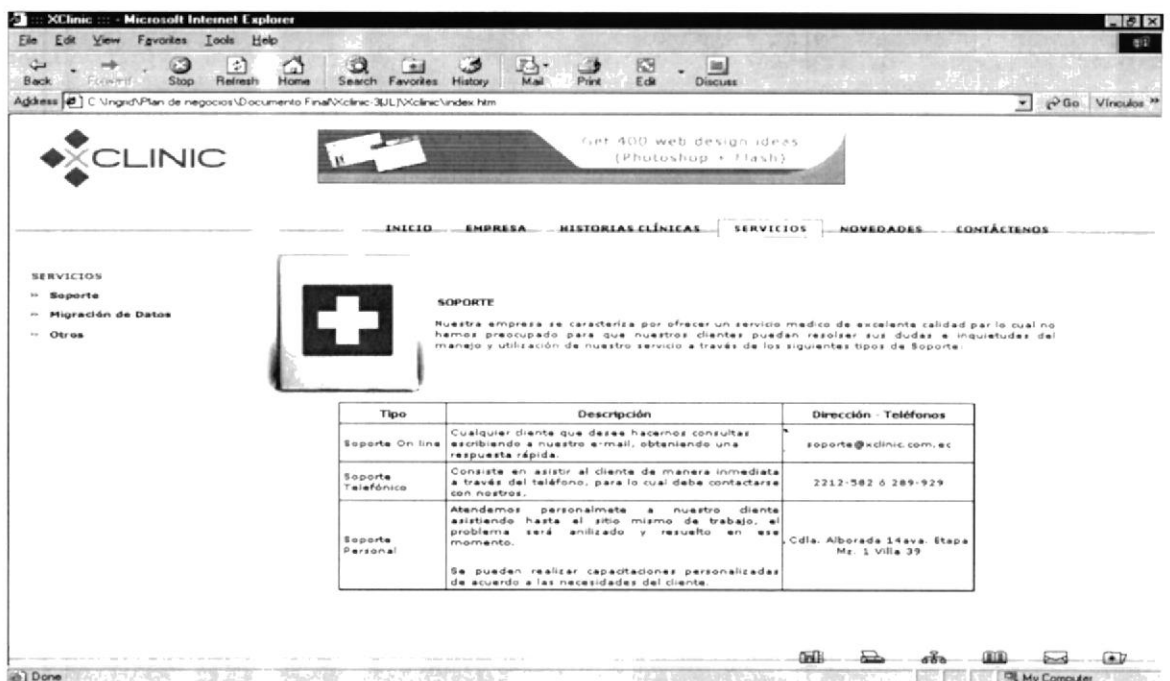 ::: XClinic ::: - Microsoft Internet Explorer
File Edit View Favorites Tools Help
Back Forward Stop Refresh Home Search Favorites History Mail Print Edit Discuss
Address C:\Ingrid\Plan de negocios\Documento Final\Xclinic-3(JL)\Xclinic\index.htm Go Vínculos »
XCLINIC
Get 400 web design ideas
(Photoshop + Flash)
INICIO EMPRESA HISTORIAS CLÍNICAS SERVICIOS NOVEDADES CONTÁCTENOS
SERVICIOS
» Soporte
» Migración de Datos
» Otros
SOPORTE
Nuestra empresa se caracteriza por ofrecer un servicio medico de excelente calidad par lo cual no
hemos preocupado para que nuestros clientes puedan resolser sus dudas e inquietudes del
manejo y utilización de nuestro servicio a través de los siguientes tipos de Soporte:
Tipo Descripción Dirección - Teléfonos
Soporte On line
Cualquier cliente que desee hacernos consultas
escribiendo a nuestro e-mail, obteniendo una
respuesta rápida.
soporte@xclinic.com.ec
Soporte
Telefónico
Consiste en asistir al cliente de manera inmediata
a través del teléfono, para lo cual debe contactarse
con nostros.
2212-582 ó 289-929
Soporte
Personal
Atendemos personalmete a nuestro cliente
asistiendo hasta el sitio mismo de trabajo, el
problema será anilizado y resuelto en ese
momento.
Se pueden realizar capacitaciones personalizadas
de acuerdo a las necesidades del cliente.
Cdla. Alborada 14ava. Etapa
Mz. 1 Villa 39
Done My Computer